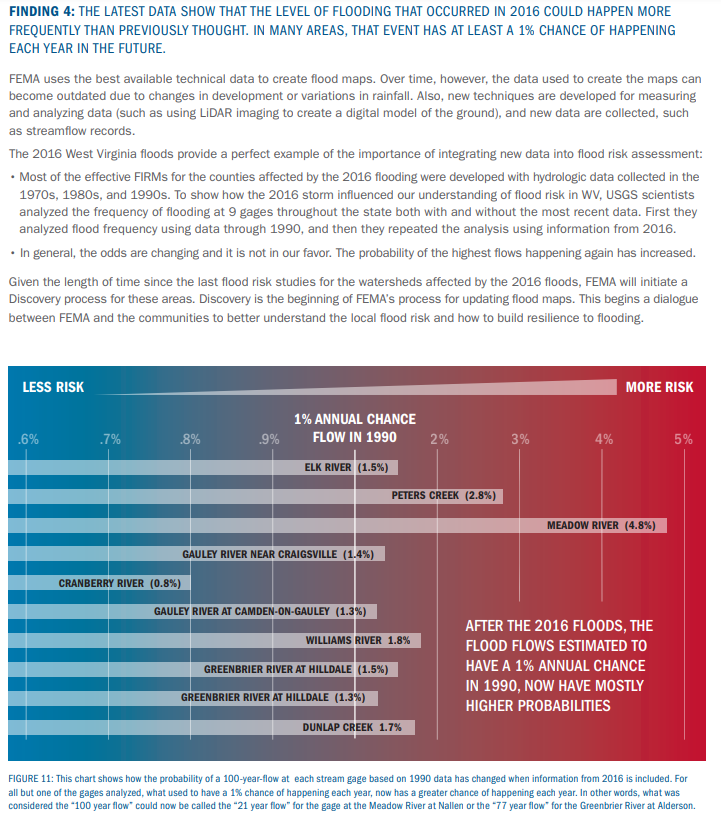 FINDING 4: THE LATEST DATA SHOW THAT THE LEVEL OF FLOODING THAT OCCURRED IN 2016 COULD HAPPEN MORE
FREQUENTLY THAN PREVIOUSLY THOUGHT. IN MANY AREAS, THAT EVENT HAS AT LEAST A 1% CHANCE OF HAPPENING
EACH YEAR IN THE FUTURE.
FEMA uses the best available technical data to create flood maps. Over time, however, the data used to create the maps can
become outdated due to changes in development or variations in rainfall. Also, new techniques are developed for measuring
and analyzing data (such as using LiDAR imaging to create a digital model of the ground), and new data are collected, such
as streamflow records.
The 2016 West Virginia floods provide a perfect example of the importance of integrating new data into flood risk assessment:
• Most of the effective FIRMs for the counties affected by the 2016 flooding were developed with hydrologic data collected in the
1970s, 1980s, and 1990s. To show how the 2016 storm influenced our understanding of flood risk in WV, USGS scientists
analyzed the frequency of flooding at 9 gages throughout the state both with and without the most recent data. First they
analyzed flood frequency using data through 1990, and then they repeated the analysis using information from 2016.
• In general, the odds are changing and it is not in our favor. The probability of the highest flows happening again has increased.
Given the length of time since the last flood risk studies for the watersheds affected by the 2016 floods, FEMA will initiate a
Discovery process for these areas. Discovery is the beginning of FEMA's process for updating flood maps. This begins a dialogue
between FEMA and the communities to better understand the local flood risk and how to build resilience to flooding.
LESS RISK
MORE RISK
1% ANNUAL CHANCE
FLOW IN 1990
.6% .7% .8% .9% 2% 3% 4% 5%
ELK RIVER (1.5%)
PETERS CREEK (2.8%)
MEADOW RIVER (4.8%)
GAULEY RIVER NEAR CRAIGSVILLE (1.4%)
CRANBERRY RIVER (0.8%)
GAULEY RIVER AT CAMDEN-ON-GAULEY (1.3%)
WILLIAMS RIVER 1.8%
GREENBRIER RIVER AT HILLDALE (1.5%)
GREENBRIER RIVER AT HILLDALE (1.3%)
DUNLAP CREEK 1.7%
AFTER THE 2016 FLOODS, THE
FLOOD FLOWS ESTIMATED TO
HAVE A 1% ANNUAL CHANCE
IN 1990, NOW HAVE MOSTLY
HIGHER PROBABILITIES
FIGURE 11: This chart shows how the probability of a 100-year-flow at each stream gage based on 1990 data has changed when information from 2016 is included. For
all but one of the gages analyzed, what used to have a 1% chance of happening each year, now has a greater chance of happening each year. In other words, what was
considered the "100 year flow" could now be called the "21 year flow" for the gage at the Meadow River at Nallen or the "77 year flow" for the Greenbrier River at Alderson.